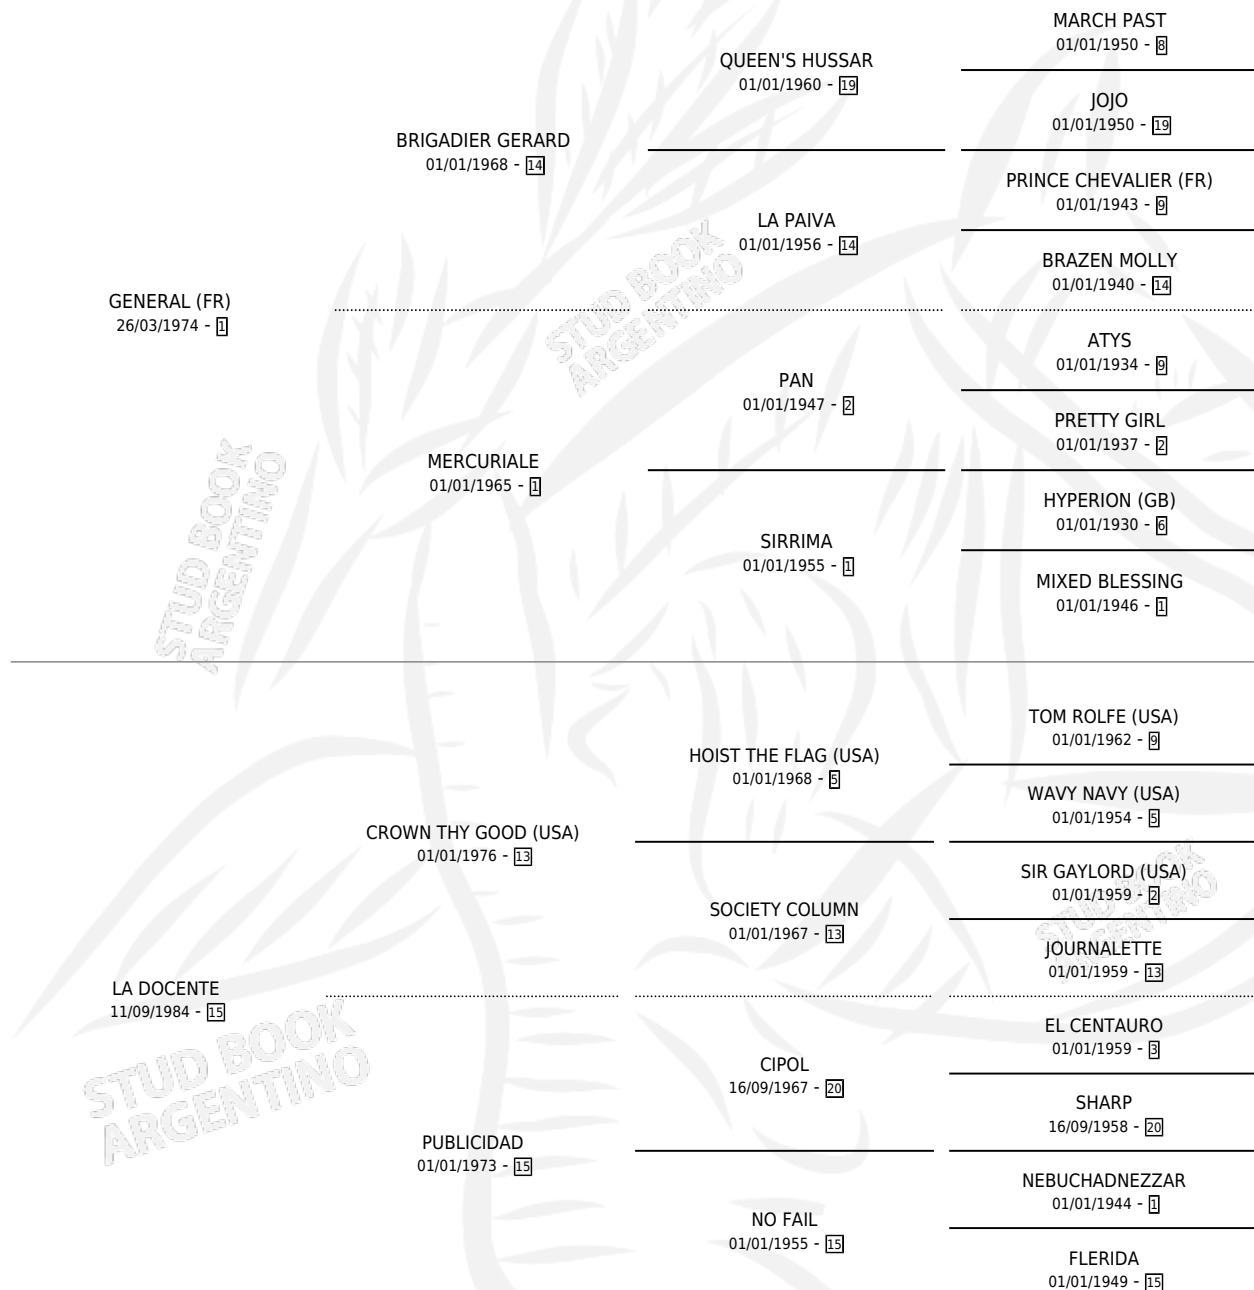 MARCH PAST
01/01/1950 - 8
QUEEN'S HUSSAR
01/01/1960 - 19
JOJO
01/01/1950 - 19
BRIGADIER GERARD
01/01/1968 - 14
PRINCE CHEVALIER (FR)
01/01/1943 - 9
LA PAIVA
01/01/1956 - 14
BRAZEN MOLLY
01/01/1940 - 14
GENERAL (FR)
26/03/1974 - 1
ATYS
01/01/1934 - 9
PAN
01/01/1947 - 2
PRETTY GIRL
01/01/1937 - 2
MERCURIALE
01/01/1965 - 1
HYPERION (GB)
01/01/1930 - 6
SIRRIMA
01/01/1955 - 1
MIXED BLESSING
01/01/1946 - 1
TOM ROLFE (USA)
01/01/1962 - 9
HOIST THE FLAG (USA)
01/01/1968 - 5
WAVY NAVY (USA)
01/01/1954 - 5
CROWN THY GOOD (USA)
01/01/1976 - 13
SIR GAYLORD (USA)
01/01/1959 - 2
SOCIETY COLUMN
01/01/1967 - 13
JOURNALETTE
01/01/1959 - 13
LA DOCENTE
11/09/1984 - 15
EL CENTAURO
01/01/1959 - 3
CIPOL
16/09/1967 - 20
SHARP
16/09/1958 - 20
PUBLICIDAD
01/01/1973 - 15
NEBUCHADNEZZAR
01/01/1944 - 1
NO FAIL
01/01/1955 - 15
FLERIDA
01/01/1949 - 15
STUD BOOK
ARGENTINO
STUD BOOK
ARGENTINO
STUD BOOK
ARGENTINO
STUD BOOK
ARGENTINO